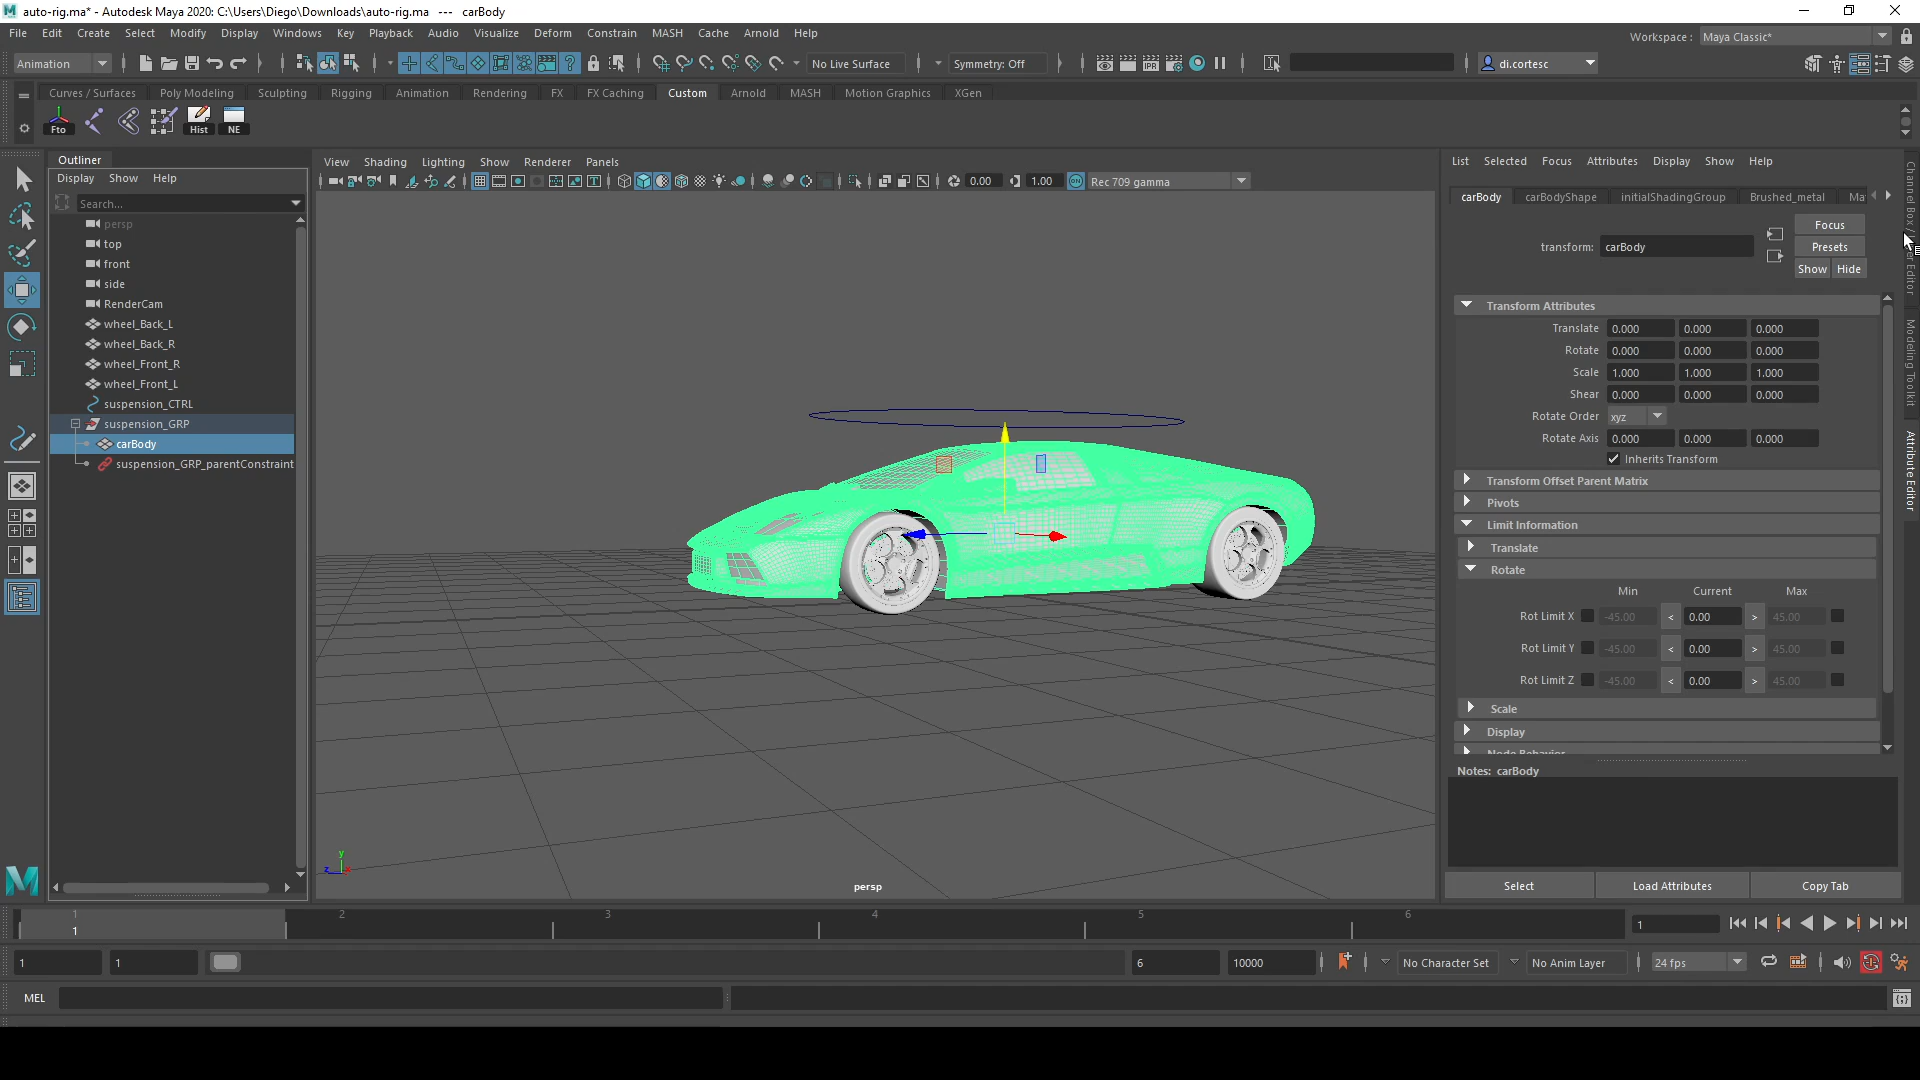 auto-rig.ma* - Autodesk Maya 2020: C:\Users\Diego\Downloads\auto-rig.ma   ---   carBody
File Edit Create Select Modify Display Windows Key Playback Audio Visualize Deform Constrain MASH Cache Arnold Help
Workspace : Maya Classic*
Animation No Live Surface Symmetry: Off di.cortesc
Curves / Surfaces Poly Modeling Sculpting Rigging Animation Rendering FX FX Caching Custom Arnold MASH Motion Graphics XGen
Fto Hist NE
Outliner
Display Show Help
Search...
persp
top
front
side
RenderCam
wheel_Back_L
wheel_Back_R
wheel_Front_R
wheel_Front_L
suspension_CTRL
suspension_GRP
carBody
suspension_GRP_parentConstraint
View Shading Lighting Show Renderer Panels
0.00 1.00 ON Rec 709 gamma
y
z
persp
List Selected Focus Attributes Display Show Help
carBody carBodyShape initialShadingGroup Brushed_metal Ma
Focus
transform: carBody Presets
Show Hide
Transform Attributes
Translate 0.000 0.000 0.000
Rotate 0.000 0.000 0.000
Scale 1.000 1.000 1.000
Shear 0.000 0.000 0.000
Rotate Order xyz
Rotate Axis 0.000 0.000 0.000
Inherits Transform
Transform Offset Parent Matrix
Pivots
Limit Information
Translate
Rotate
Min Current Max
Rot Limit X -45.00 < 0.00 > 45.00
Rot Limit Y -45.00 < 0.00 > 45.00
Rot Limit Z -45.00 < 0.00 > 45.00
Scale
Display
Node Behavior
Notes: carBody
Select Load Attributes Copy Tab
Modeling Toolkit
Attribute Editor
1 2 3 4 5 6
1 1
1 1 6 10000 No Character Set No Anim Layer 24 fps
MEL